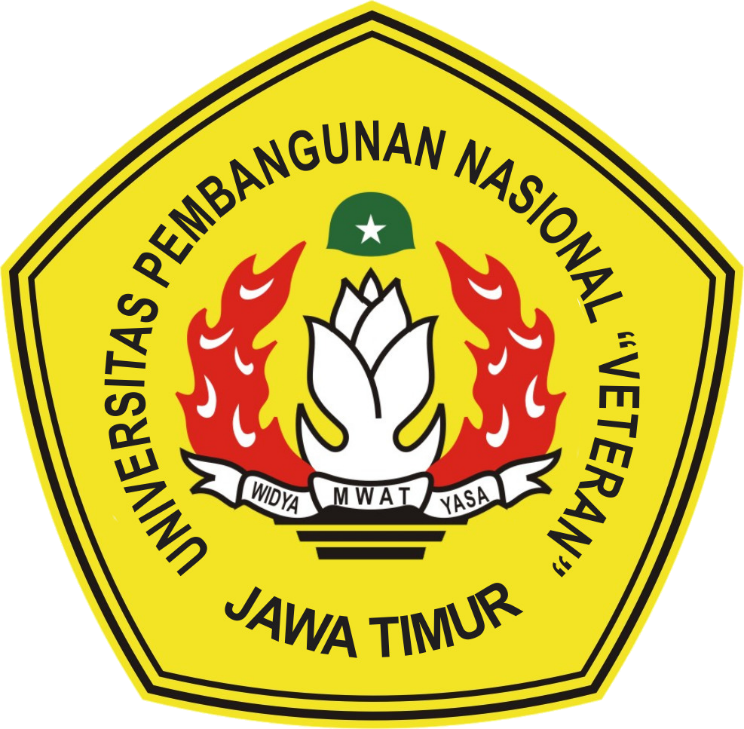 UNIVERSITAS PEMBANGUNAN NASIONAL “VETERAN”
WIDYA MWAT YASA
JAWA TIMUR